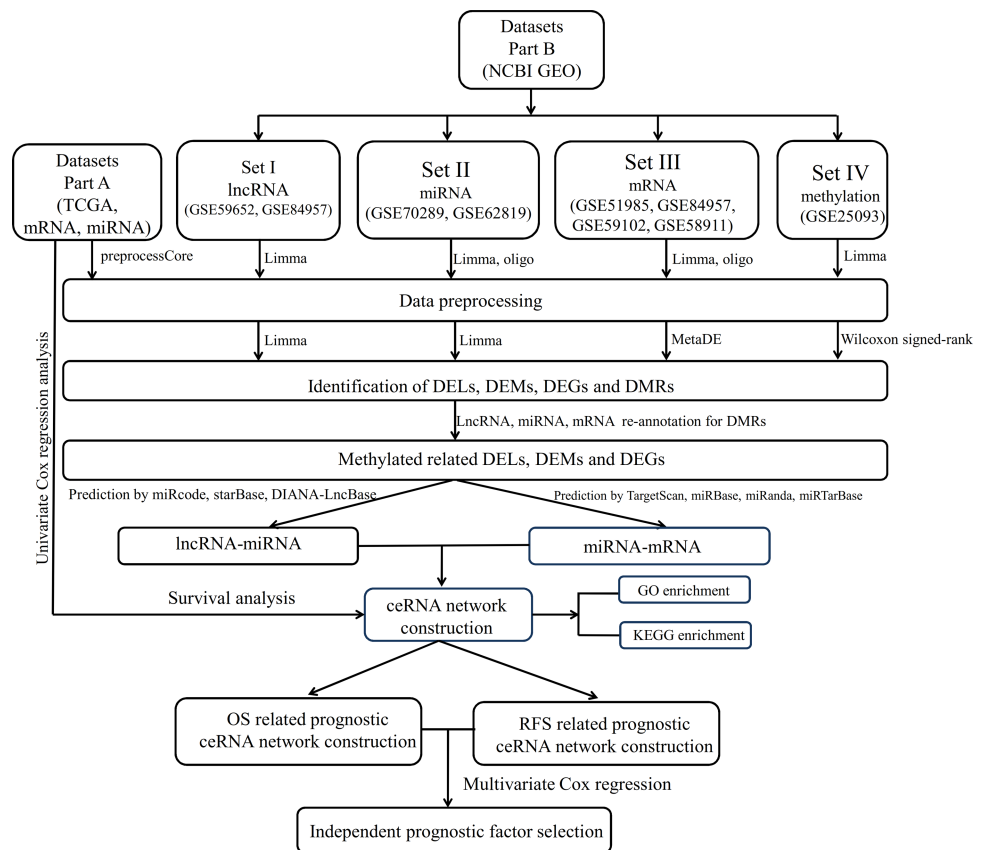 Datasets
Part B
(NCBI GEO)
Datasets
Part A
(TCGA,
mRNA, miRNA)
Set I
lncRNA
(GSE59652, GSE84957)
Set II
miRNA
(GSE70289, GSE62819)
Set III
mRNA
(GSE51985, GSE84957,
GSE59102, GSE58911)
Set IV
methylation
(GSE25093)
preprocessCore
Limma
Limma, oligo
Limma, oligo
Limma
Data preprocessing
Limma
Limma
MetaDE
Wilcoxon signed-rank
Identification of DELs, DEMs, DEGs and DMRs
LncRNA, miRNA, mRNA re-annotation for DMRs
Methylated related DELs, DEMs and DEGs
Prediction by miRcode, starBase, DIANA-LncBase
Prediction by TargetScan, miRBase, miRanda, miRTarBase
Univariate Cox regression analysis
lncRNA-miRNA
miRNA-mRNA
Survival analysis
ceRNA network
construction
GO enrichment
KEGG enrichment
OS related prognostic
ceRNA network construction
RFS related prognostic
ceRNA network construction
Multivariate Cox regression
Independent prognostic factor selection